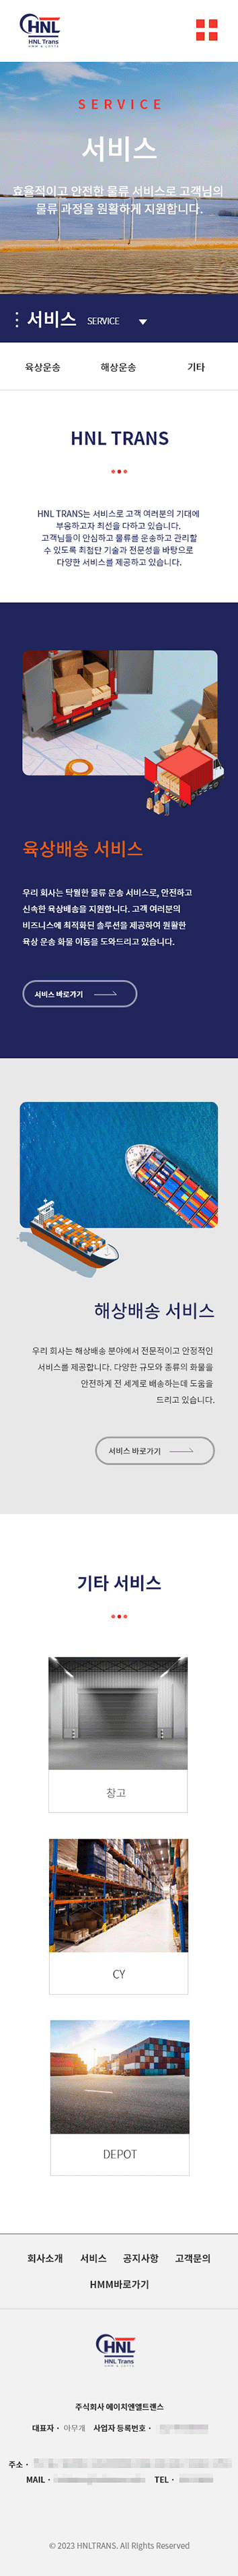 HNL
HNL Trans
HMM & LOTTE
SERVICE
서비스
효율적이고 안전한 물류 서비스로 고객님의
물류 과정을 원활하게 지원합니다.
서비스 SERVICE
육상운송 해상운송 기타
HNL TRANS
HNL TRANS는 서비스로 고객 여러분의 기대에
부응하고자 최선을 다하고 있습니다.
고객님들이 안심하고 물류를 운송하고 관리할
수 있도록 최첨단 기술과 전문성을 바탕으로
다양한 서비스를 제공하고 있습니다.
육상배송 서비스
우리 회사는 탁월한 물류 운송 서비스로, 안전하고
신속한 육상배송을 지원합니다. 고객 여러분의
비즈니스에 최적화된 솔루션을 제공하여 원활한
육상 운송 화물 이동을 도와드리고 있습니다.
서비스 바로가기
해상배송 서비스
우리 회사는 해상배송 분야에서 전문적이고 안정적인
서비스를 제공합니다. 다양한 규모와 종류의 화물을
안전하게 전 세계로 배송하는데 도움을
드리고 있습니다.
서비스 바로가기
기타 서비스
창고
CY
DEPOT
회사소개 서비스 공지사항 고객문의
HMM바로가기
HNL
HNL Trans
HMM & LOTTE
주식회사 에이치엔엘트랜스
대표자 · 아무개 사업자 등록번호 ·
주소 ·
MAIL · TEL ·
© 2023 HNLTRANS. All Rights Reserved